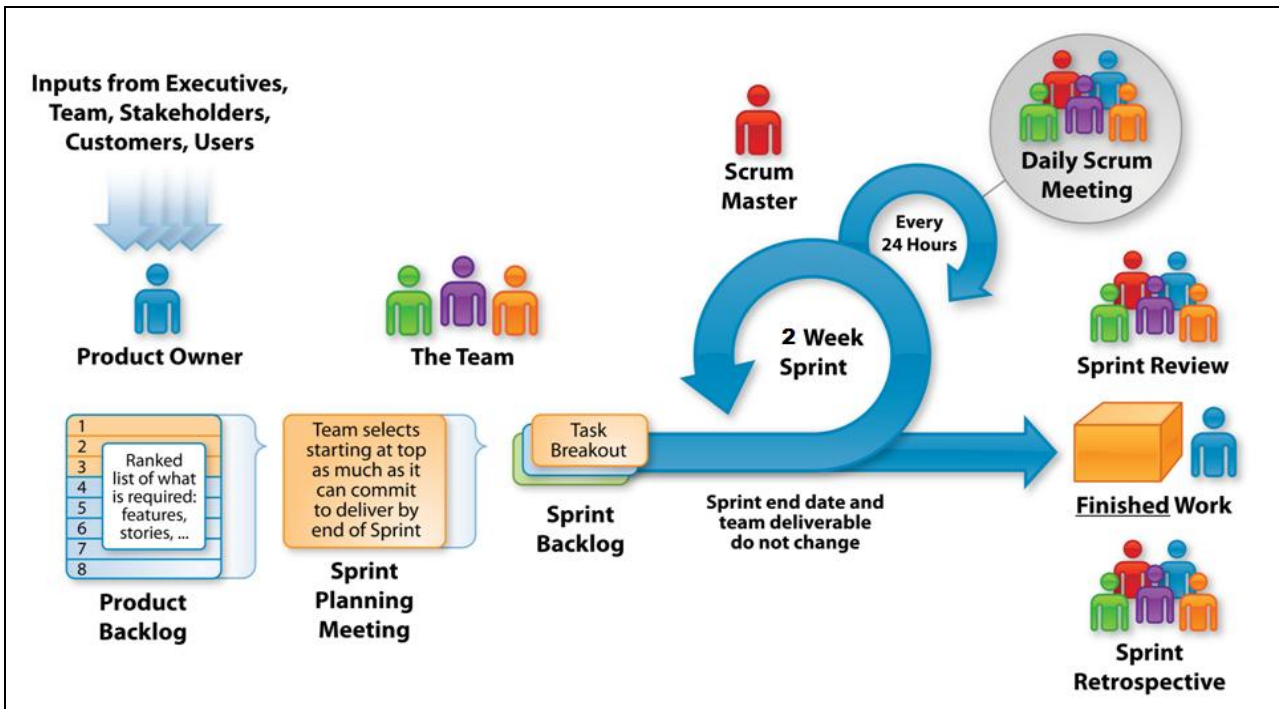 Inputs from Executives,
Team, Stakeholders,
Customers, Users
Product Owner
1
2
3
4
5
6
7
8
Ranked
list of what
is required:
features,
stories, ...
Product
Backlog
The Team
Team selects
starting at top
as much as it
can commit
to deliver by
end of Sprint
Sprint
Planning
Meeting
Task
Breakout
Sprint
Backlog
Scrum
Master
2 Week
Sprint
Every
24 Hours
Daily Scrum
Meeting
Sprint end date and
team deliverable
do not change
Sprint Review
Finished Work
Sprint
Retrospective